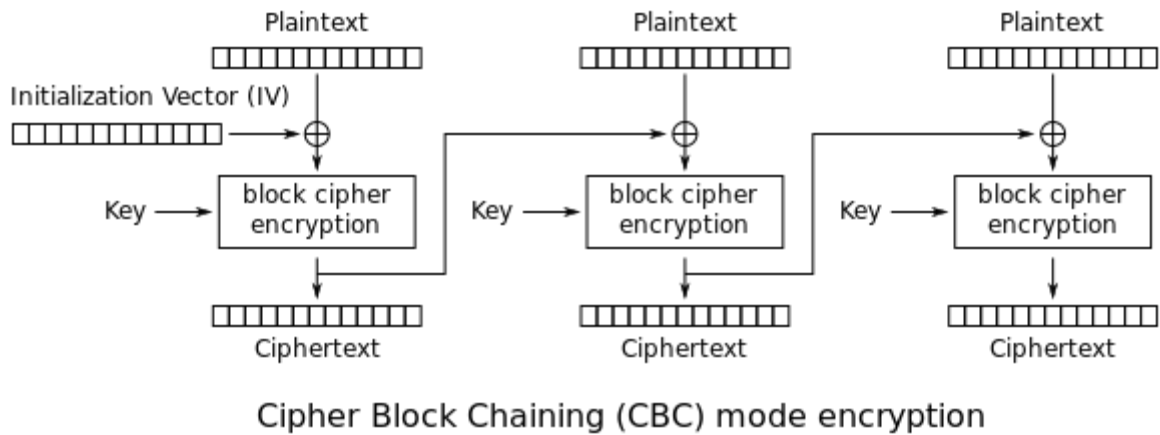 Plaintext
Plaintext
Plaintext
Initialization Vector (IV)
Key
block cipher
encryption
Key
block cipher
encryption
Key
block cipher
encryption
Ciphertext
Ciphertext
Ciphertext
Cipher Block Chaining (CBC) mode encryption